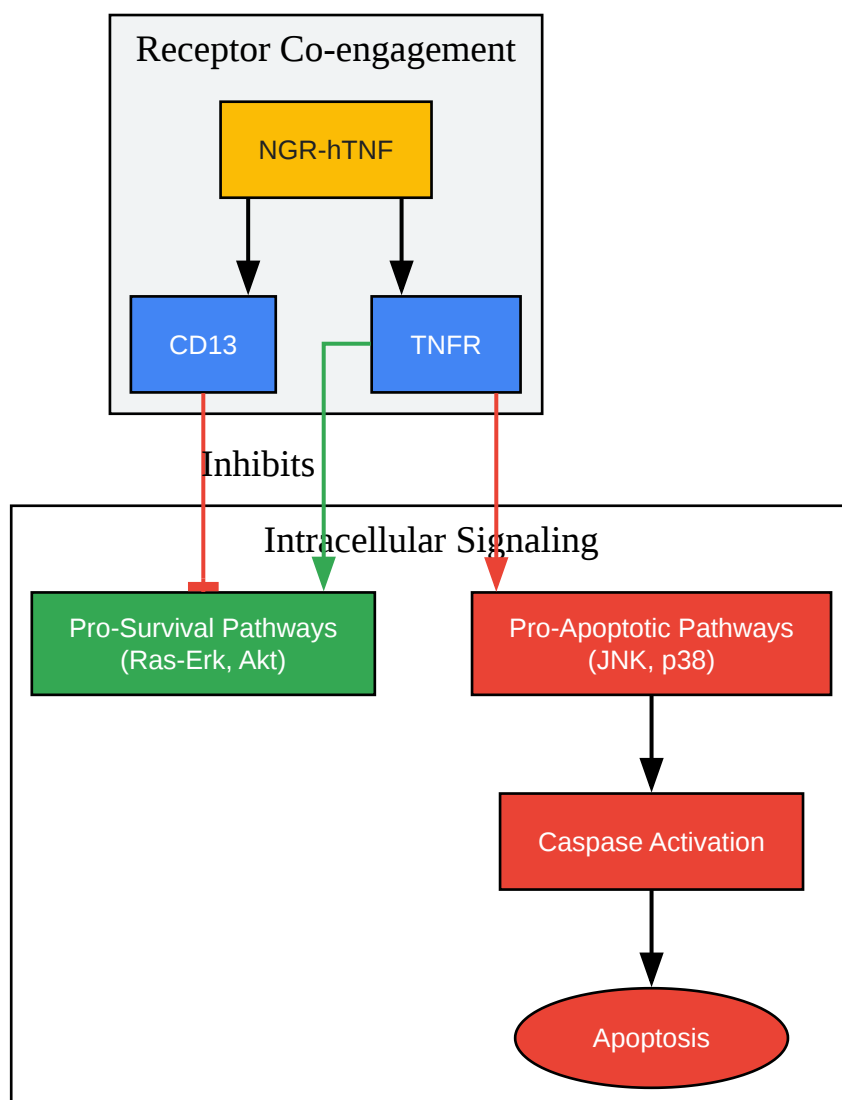 Receptor Co-engagement
NGR-hTNF
CD13
TNFR
Inhibits
Intracellular Signaling
Pro-Survival Pathways
(Ras-Erk, Akt)
Pro-Apoptotic Pathways
(JNK, p38)
Caspase Activation
Apoptosis